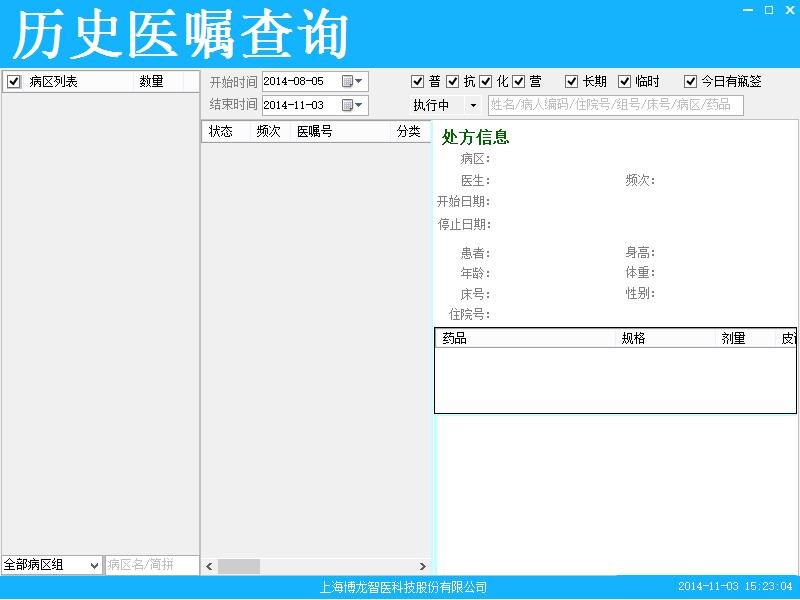 历史医嘱查询
病区列表 数量
开始时间 2014-08-05 普 抗 化 营 长期 临时 今日有瓶签
结束时间 2014-11-03 执行中 姓名/病人编码/住院号/组号/床号/病区/药品
状态 频次 医嘱号 分类
处方信息
病区：
医生： 频次：
开始日期：
停止日期：
患者： 身高：
年龄： 体重：
床号： 性别：
住院号：
药品 规格 剂量
全部病区组 病区名/简拼
上海博龙智医科技股份有限公司 2014-11-03 15:23:04